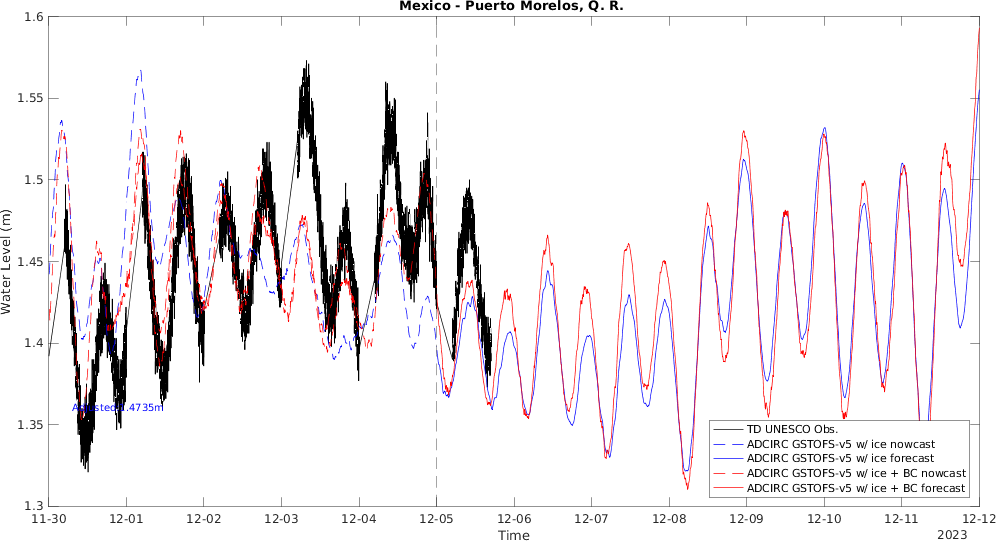 Mexico - Puerto Morelos, Q. R.
1.6
1.55
1.5
1.45
1.4
1.35
1.3
Water Level (m)
TD UNESCO Obs.
ADCIRC GSTOFS-v5 w/ ice nowcast
ADCIRC GSTOFS-v5 w/ ice forecast
ADCIRC GSTOFS-v5 w/ ice + BC nowcast
ADCIRC GSTOFS-v5 w/ ice + BC forecast
11-30 12-01 12-02 12-03 12-04 12-05 12-06 12-07 12-08 12-09 12-10 12-11 12-12
Time
2023